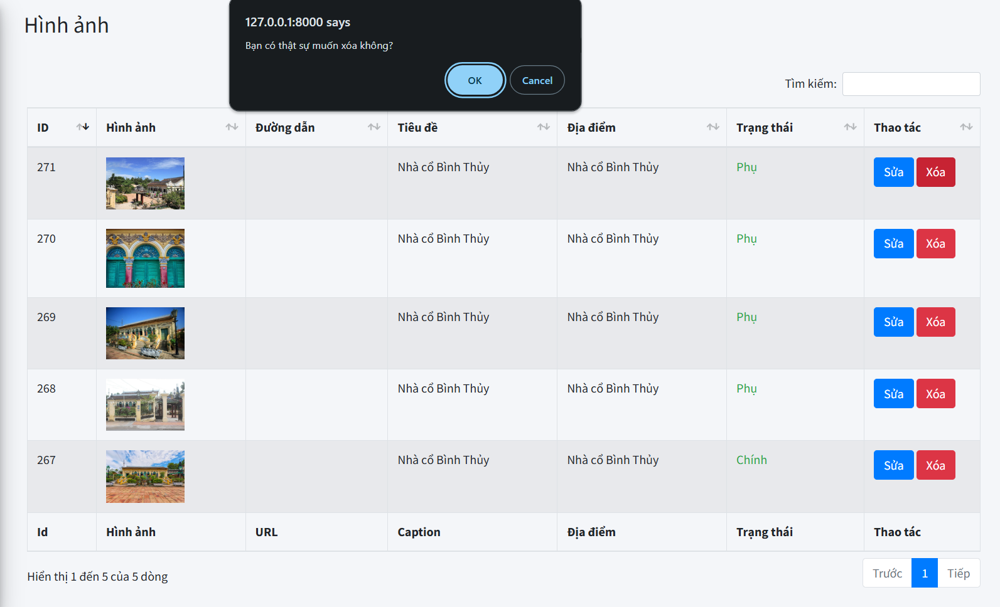 Hình ảnh
127.0.0.1:8000 says
Bạn có thật sự muốn xóa không?
OK Cancel
Tìm kiếm:
ID Hình ảnh Đường dẫn Tiêu đề Địa điểm Trạng thái Thao tác
271 Nhà cổ Bình Thủy Nhà cổ Bình Thủy Phụ Sửa Xóa
270 Nhà cổ Bình Thủy Nhà cổ Bình Thủy Phụ Sửa Xóa
269 Nhà cổ Bình Thủy Nhà cổ Bình Thủy Phụ Sửa Xóa
268 Nhà cổ Bình Thủy Nhà cổ Bình Thủy Phụ Sửa Xóa
267 Nhà cổ Bình Thủy Nhà cổ Bình Thủy Chính Sửa Xóa
Id Hình ảnh URL Caption Địa điểm Trạng thái Thao tác
Hiển thị 1 đến 5 của 5 dòng
Trước 1 Tiếp